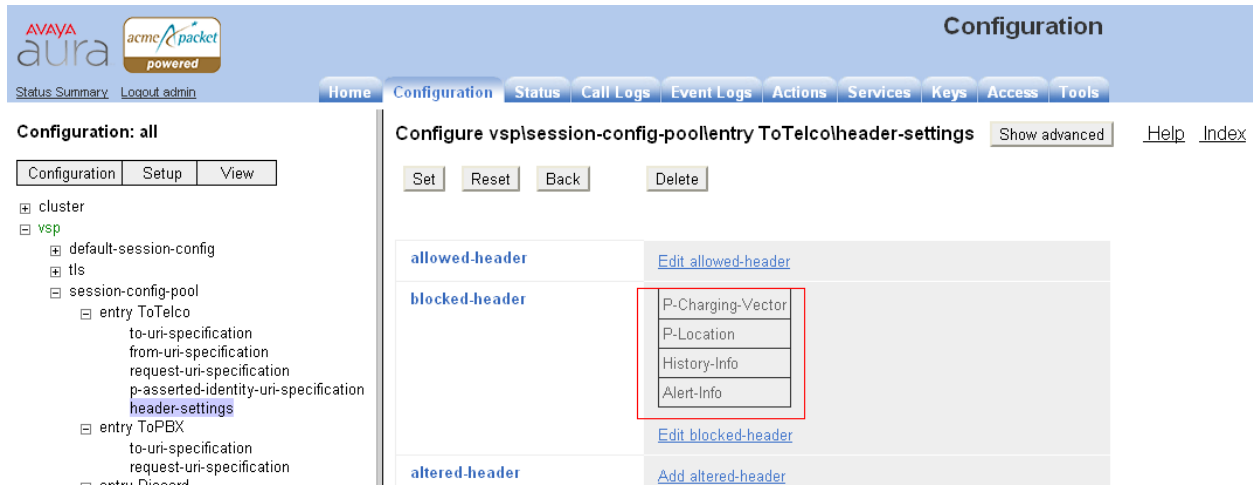 AVAYA
aura
acme packet
powered
Configuration
Status Summary Logout admin
Home Configuration Status Call Logs Event Logs Actions Services Keys Access Tools
Configuration: all
Configuration Setup View
cluster
vsp
default-session-config
tls
session-config-pool
entry ToTelco
to-uri-specification
from-uri-specification
request-uri-specification
p-asserted-identity-uri-specification
header-settings
entry ToPBX
to-uri-specification
request-uri-specification
entry Discard
Configure vsp\session-config-pool\entry ToTelco\header-settings Show advanced Help Index
Set Reset Back Delete
allowed-header Edit allowed-header
blocked-header
P-Charging-Vector
P-Location
History-Info
Alert-Info
Edit blocked-header
altered-header Add altered-header